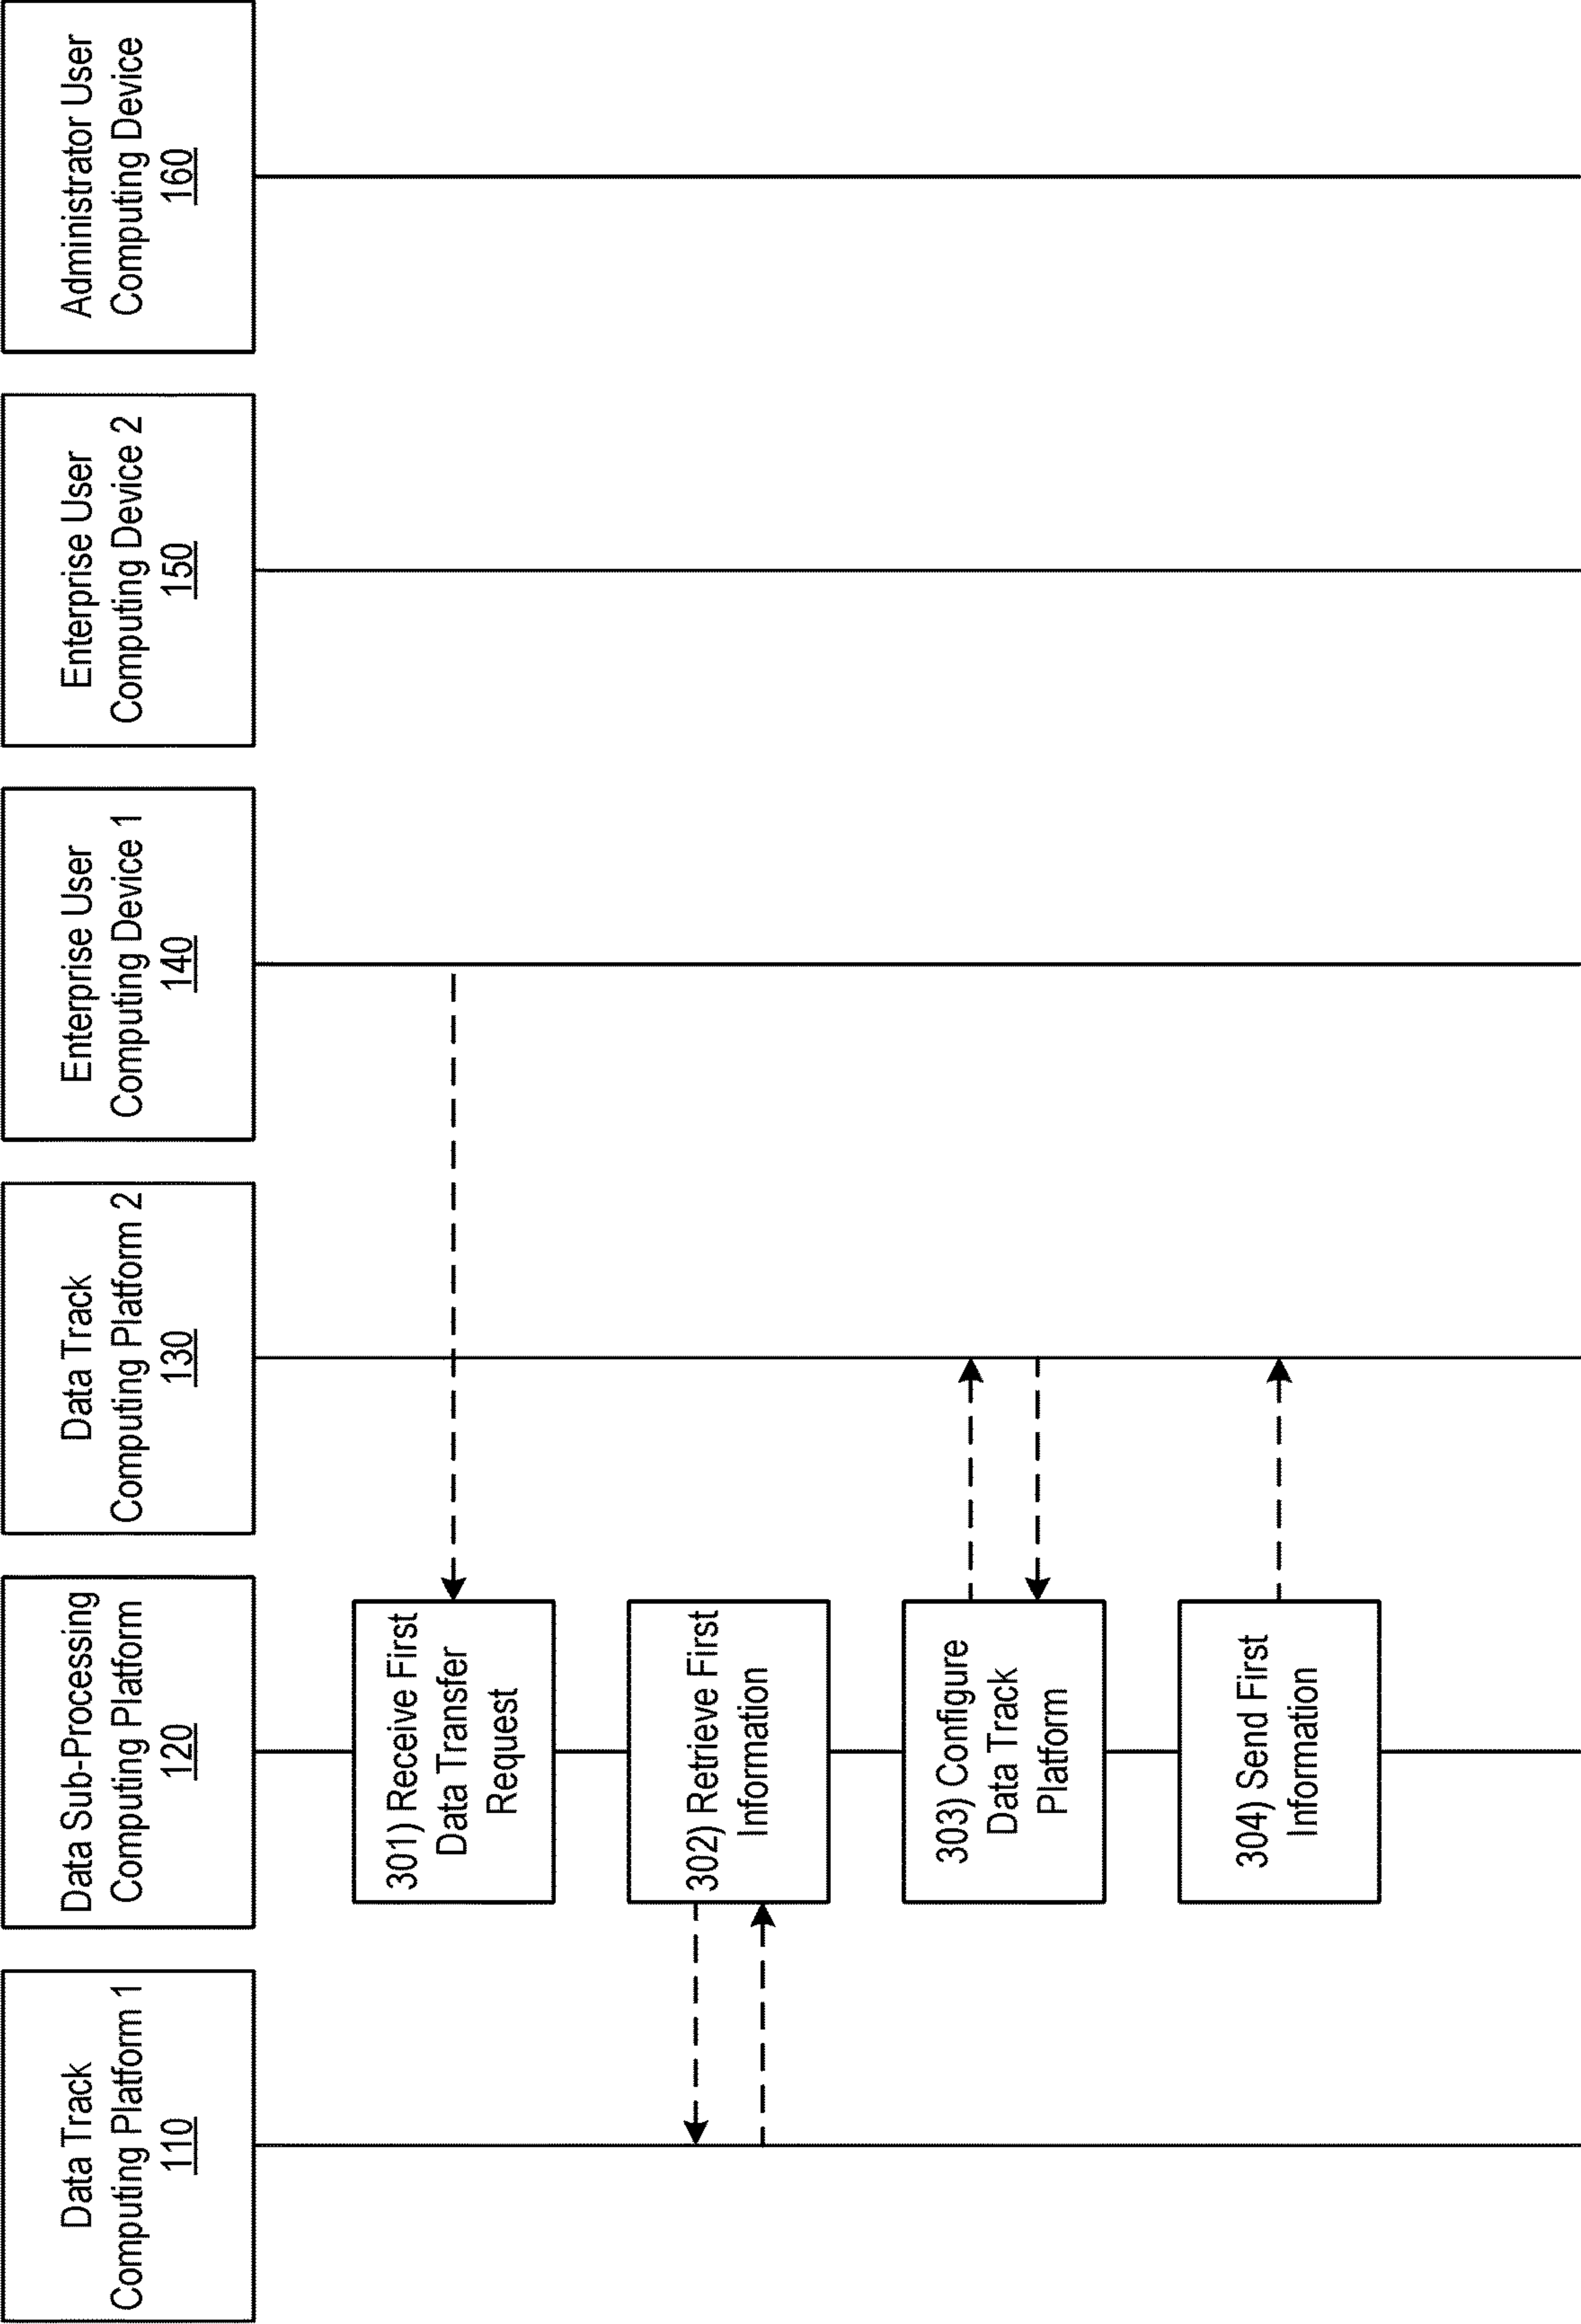 Data Track
Computing Platform 1
110
Data Sub-Processing
Computing Platform
120
Data Track
Computing Platform 2
130
Enterprise User
Computing Device 1
140
Enterprise User
Computing Device 2
150
Administrator User
Computing Device
160
301) Receive First
Data Transfer
Request
302) Retrieve First
Information
303) Configure
Data Track
Platform
304) Send First
Information